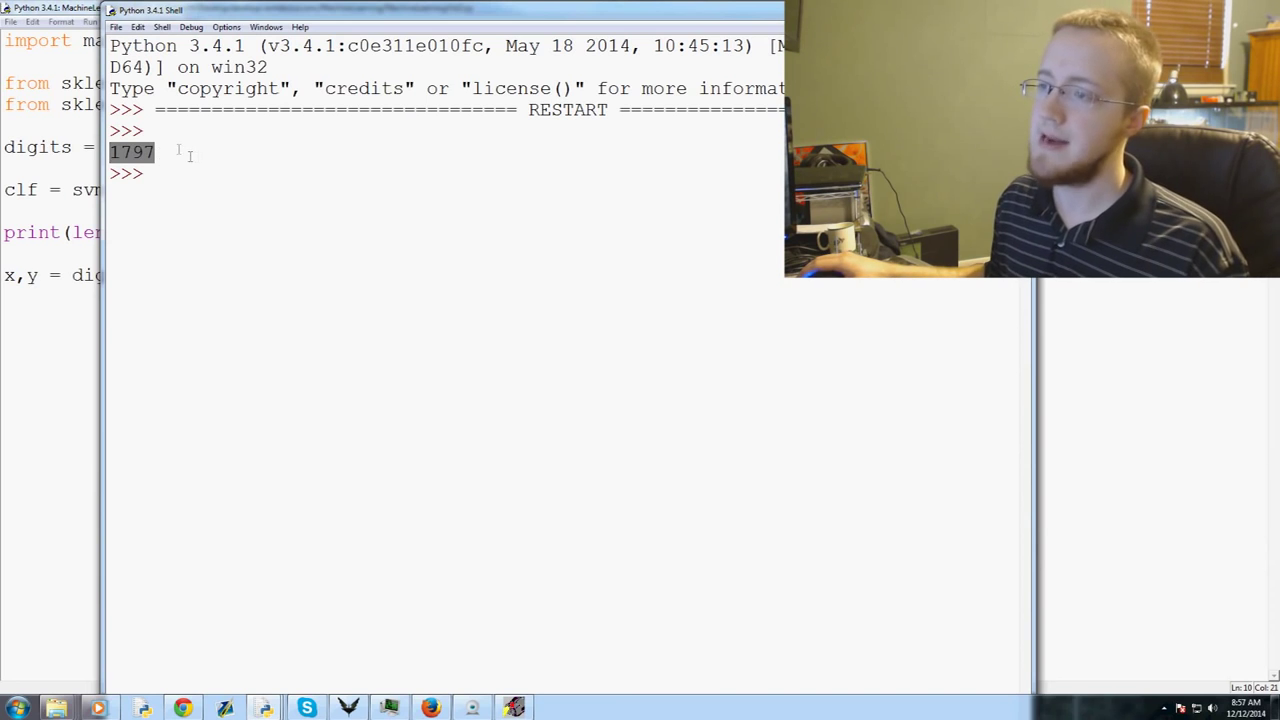 Python 3.4.1: MachineLe
File Edit Format Run
import ma
from skle
from skle
digits =
clf = svm
print(len
x,y = dig
Python 3.4.1 Shell
File Edit Shell Debug Options Windows Help
Python 3.4.1 (v3.4.1:c0e311e010fc, May 18 2014, 10:45:13) [M
D64)] on win32
Type "copyright", "credits" or "license()" for more informat
>>> ================================ RESTART ===============
>>>
1797
>>>
Ln: 10 Col: 21
8:57 AM
12/12/2014